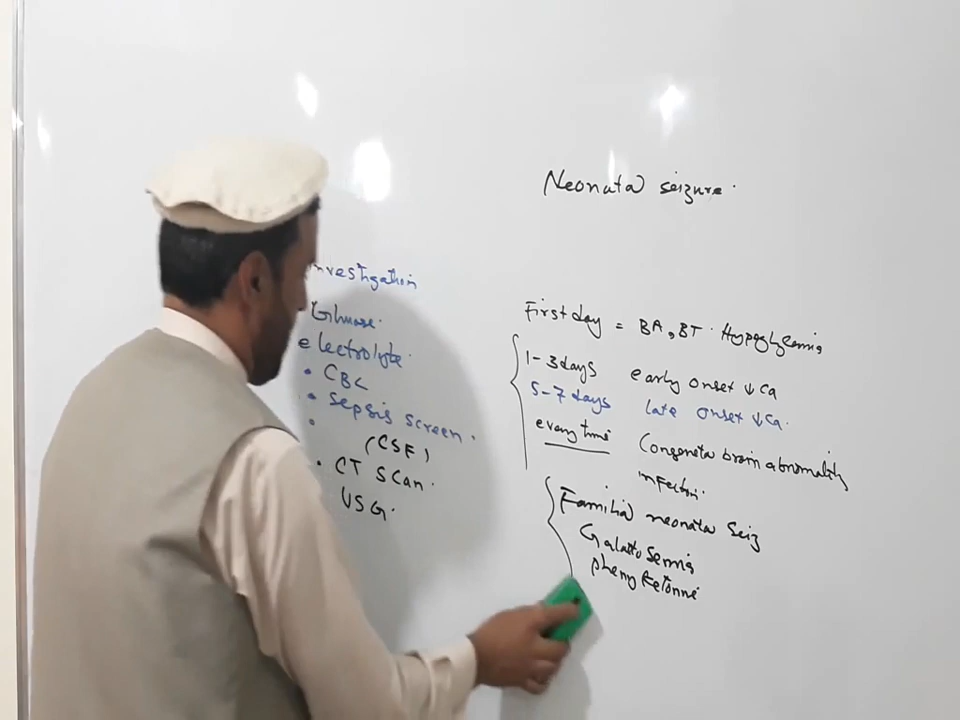 Neonatal seizure.
investigation
Glucose.
electrolyte.
• CBC
• sepsis screen.
(CSF)
• CT Scan.
USG.
First day = BA, BT. Hypoglycemia
1-3 days early onset ↓ Ca
5-7 days late onset ↓ Ca.
every time Congenital brain abnormality
infection.
Familial neonatal Seiz
Galactosemia